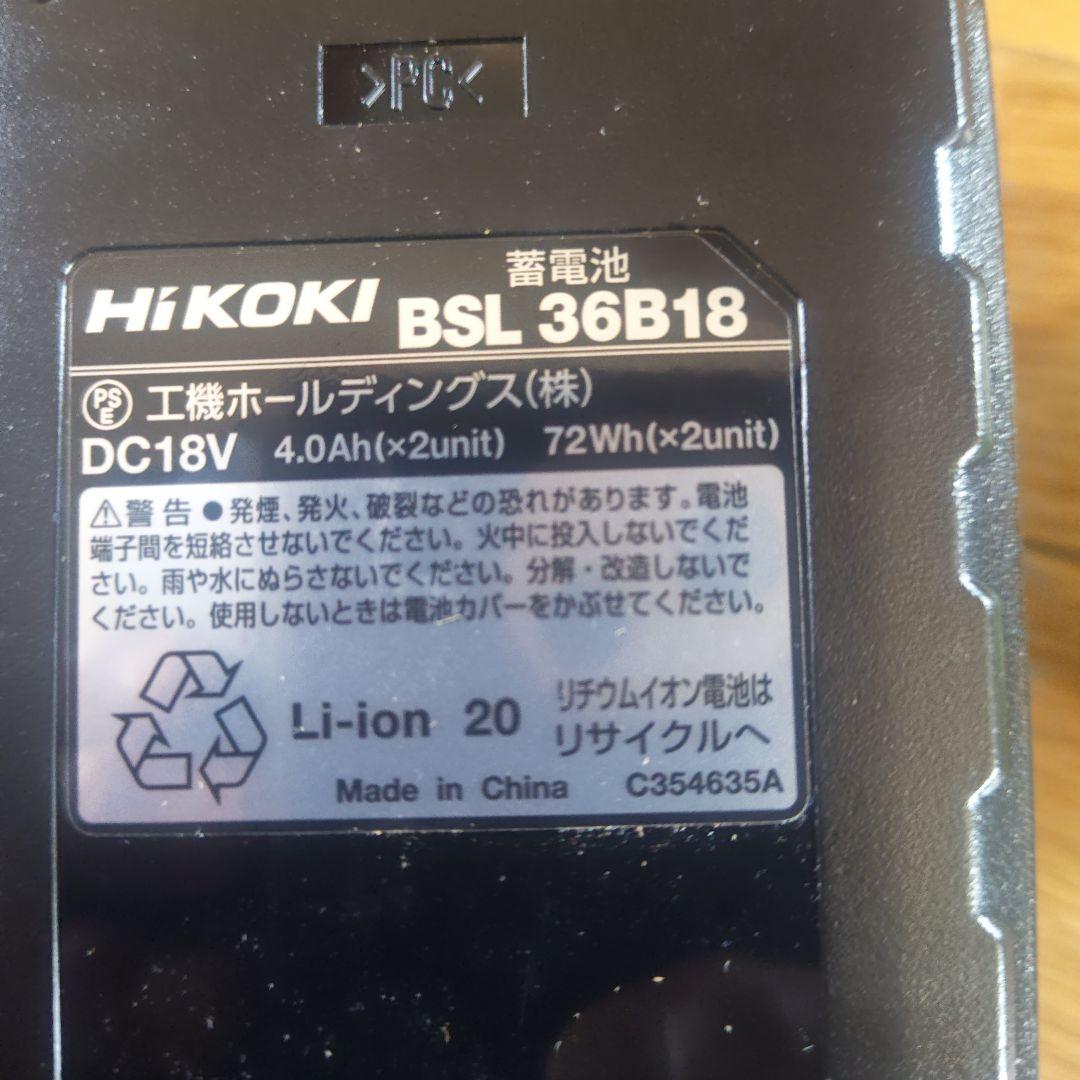 >PC<
蓄電池
HiKOKI BSL 36B18
PSE 工機ホールディングス(株)
DC18V 4.0Ah(×2unit) 72Wh(×2unit)
⚠警告 ●発煙、発火、破裂などの恐れがあります。電池
端子間を短絡させないでください。火中に投入しないでくだ
さい。雨や水にぬらさないでください。分解・改造しないで
ください。使用しないときは電池カバーをかぶせてください。
Li-ion 20
リチウムイオン電池は
リサイクルへ
Made in China C354635A